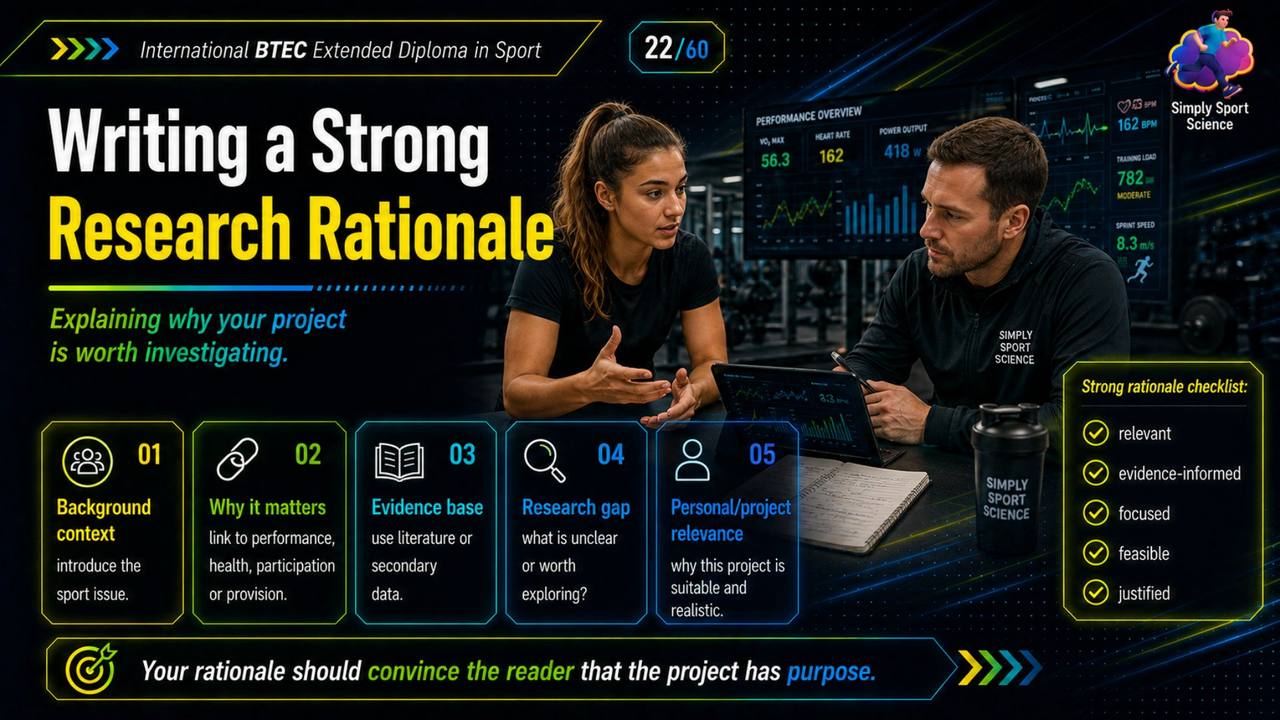 International BTEC Extended Diploma in Sport
22/60
Simply Sport
Science
Writing a Strong
Research Rationale
Explaining why your project
is worth investigating.
PERFORMANCE OVERVIEW
VO₂ MAX
56.3
HEART RATE
162
POWER OUTPUT
418 W
162 BPM
TRAINING LOAD
782
MODERATE
SPRINT SPEED
8.3 m/s
SIMPLY
SPORT
SCIENCE
SIMPLY
SPORT
SCIENCE
01
Background
context
introduce the
sport issue.
02
Why it matters
link to performance,
health, participation
or provision.
03
Evidence base
use literature or
secondary
data.
04
Research gap
what is unclear
or worth
exploring?
05
Personal/project
relevance
why this project is
suitable and
realistic.
Strong rationale checklist:
relevant
evidence-informed
focused
feasible
justified
Your rationale should convince the reader that the project has purpose.